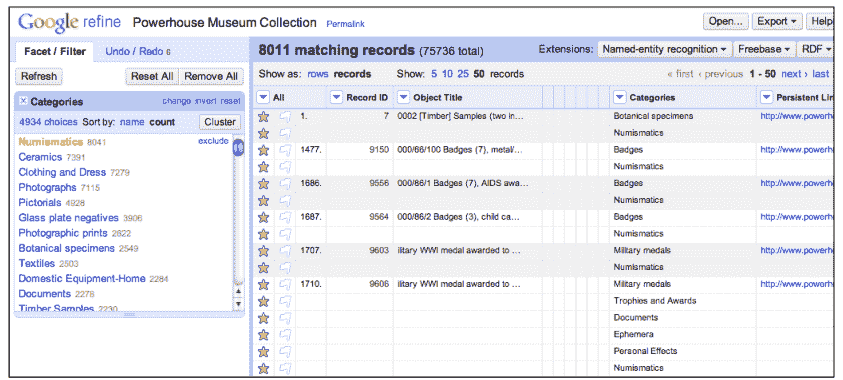 Google refine Powerhouse Museum Collection Permalink Open... Export Help
Facet / Filter Undo / Redo 6
Refresh Reset All Remove All
Categories change invert reset
4934 choices Sort by: name count Cluster
Numismatics 8041 exclude
Ceramics 7391
Clothing and Dress 7279
Photographs 7115
Pictorials 4928
Glass plate negatives 3906
Photographic prints 2822
Botanical specimens 2549
Textiles 2503
Domestic Equipment-Home 2284
Documents 2278
Timber Samples 2230
8011 matching records (75736 total) Extensions: Named-entity recognition Freebase RDF
Show as: rows records Show: 5 10 25 50 records « first ‹ previous 1 - 50 next › last
All Record ID Object Title Categories Persistent Lin
1. 7 0002 [Timber] Samples (two in... Botanical specimens http://www.powerh
Numismatics
1477. 9150 000/66/100 Badges (7), metal/... Badges http://www.powerh
Numismatics
1686. 9556 000/86/1 Badges (7), AIDS awa... Badges http://www.powerh
Numismatics
1687. 9564 000/86/2 Badges (3), child ca... Badges http://www.powerh
Numismatics
1707. 9603 ilitary WWI medal awarded to ... Military medals http://www.powerh
Numismatics
1710. 9606 ilitary WWI medal awarded to ... Military medals http://www.powerh
Trophies and Awards
Documents
Ephemera
Personal Effects
Numismatics